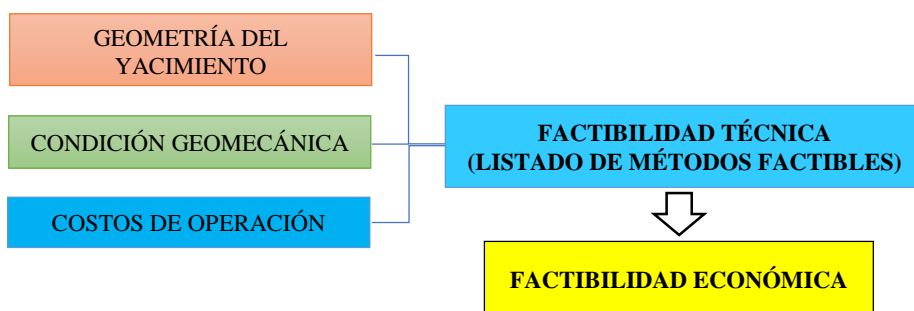 GEOMETRÍA DEL
YACIMIENTO
CONDICIÓN GEOMECÁNICA
COSTOS DE OPERACIÓN
FACTIBILIDAD TÉCNICA
(LISTADO DE MÉTODOS FACTIBLES)
FACTIBILIDAD ECONÓMICA